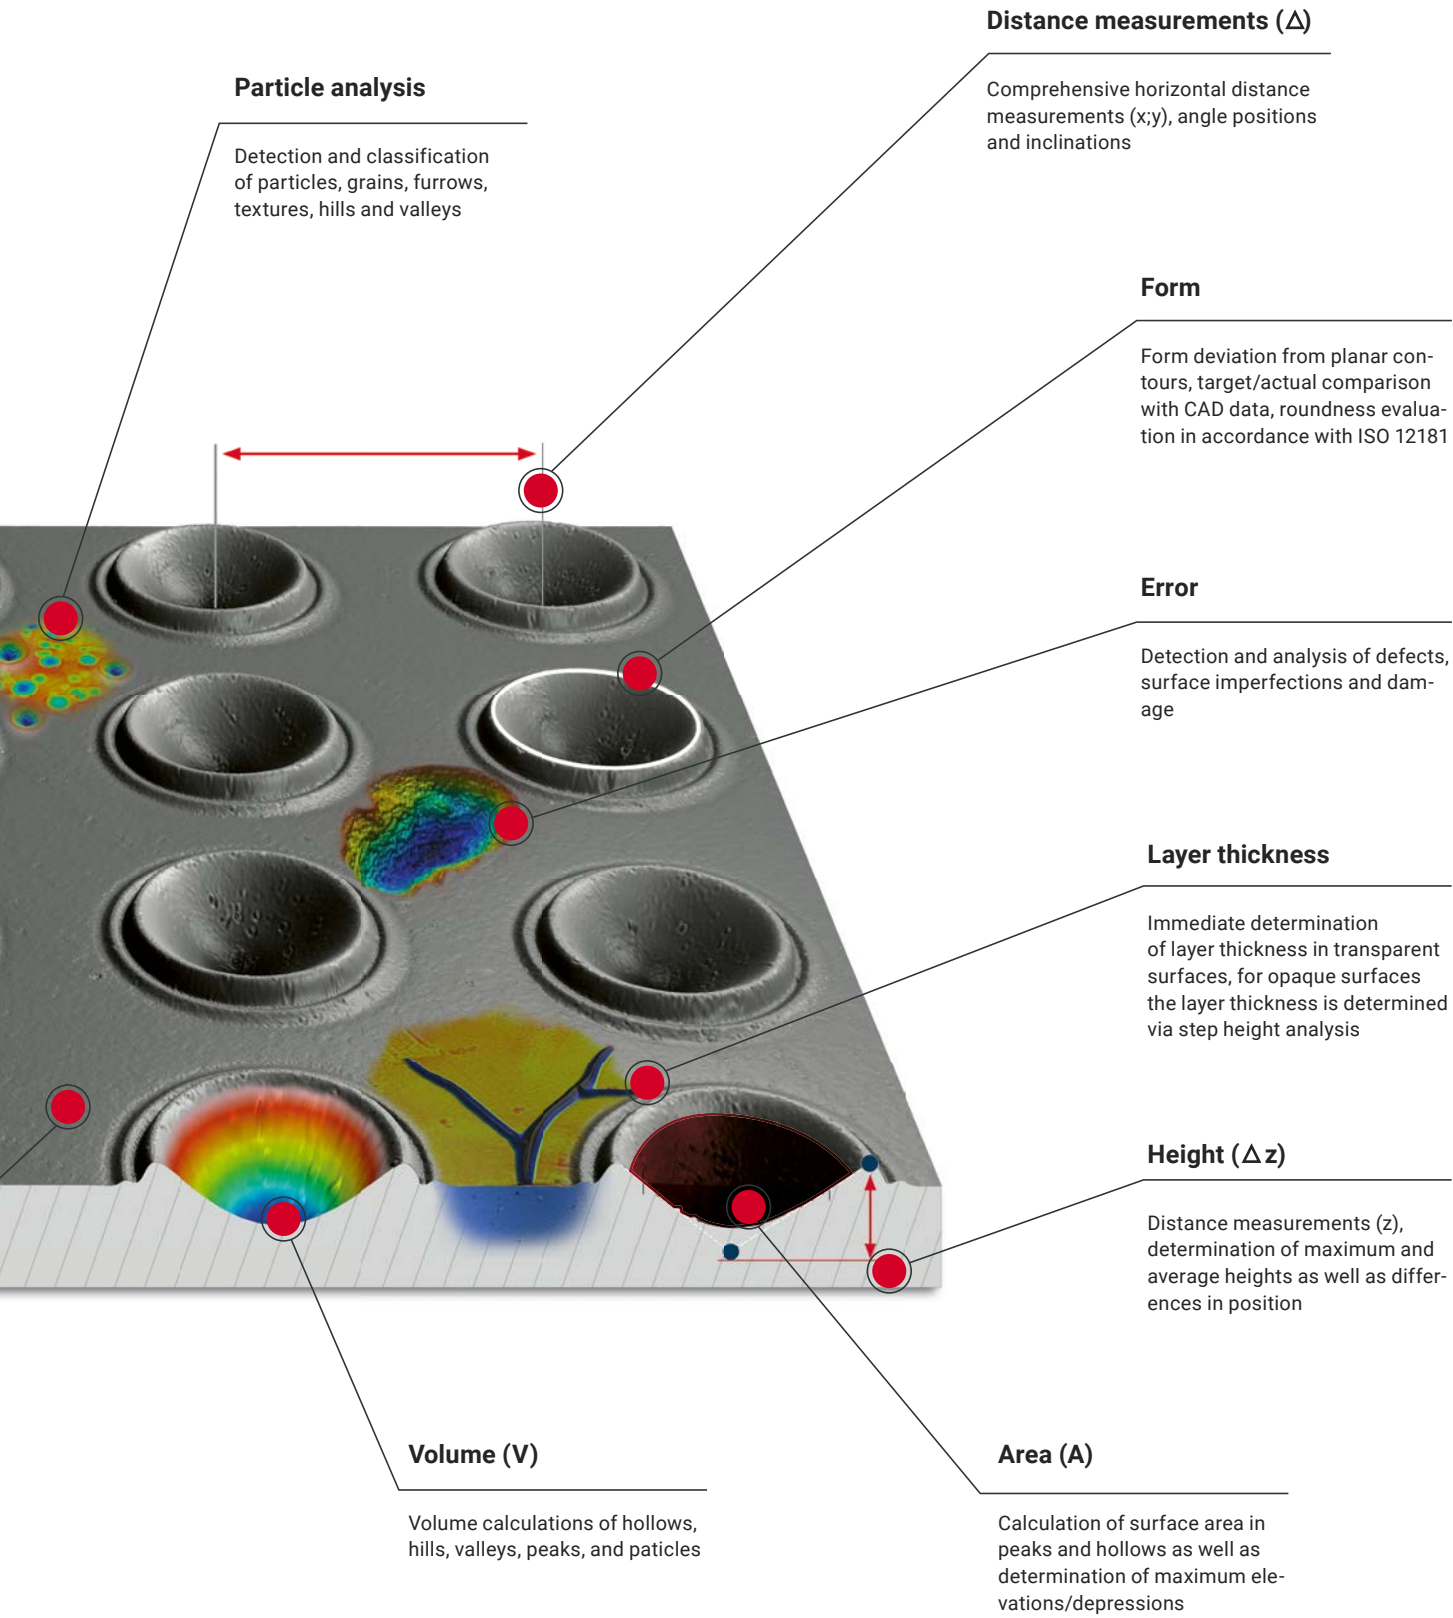 Distance measurements (Δ)
Comprehensive horizontal distance
measurements (x;y), angle positions
and inclinations
Particle analysis
Detection and classification
of particles, grains, furrows,
textures, hills and valleys
Form
Form deviation from planar con-
tours, target/actual comparison
with CAD data, roundness evalua-
tion in accordance with ISO 12181
Error
Detection and analysis of defects,
surface imperfections and dam-
age
Layer thickness
Immediate determination
of layer thickness in transparent
surfaces, for opaque surfaces
the layer thickness is determined
via step height analysis
Height (Δ z)
Distance measurements (z),
determination of maximum and
average heights as well as differ-
ences in position
Volume (V)
Volume calculations of hollows,
hills, valleys, peaks, and paticles
Area (A)
Calculation of surface area in
peaks and hollows as well as
determination of maximum ele-
vations/depressions